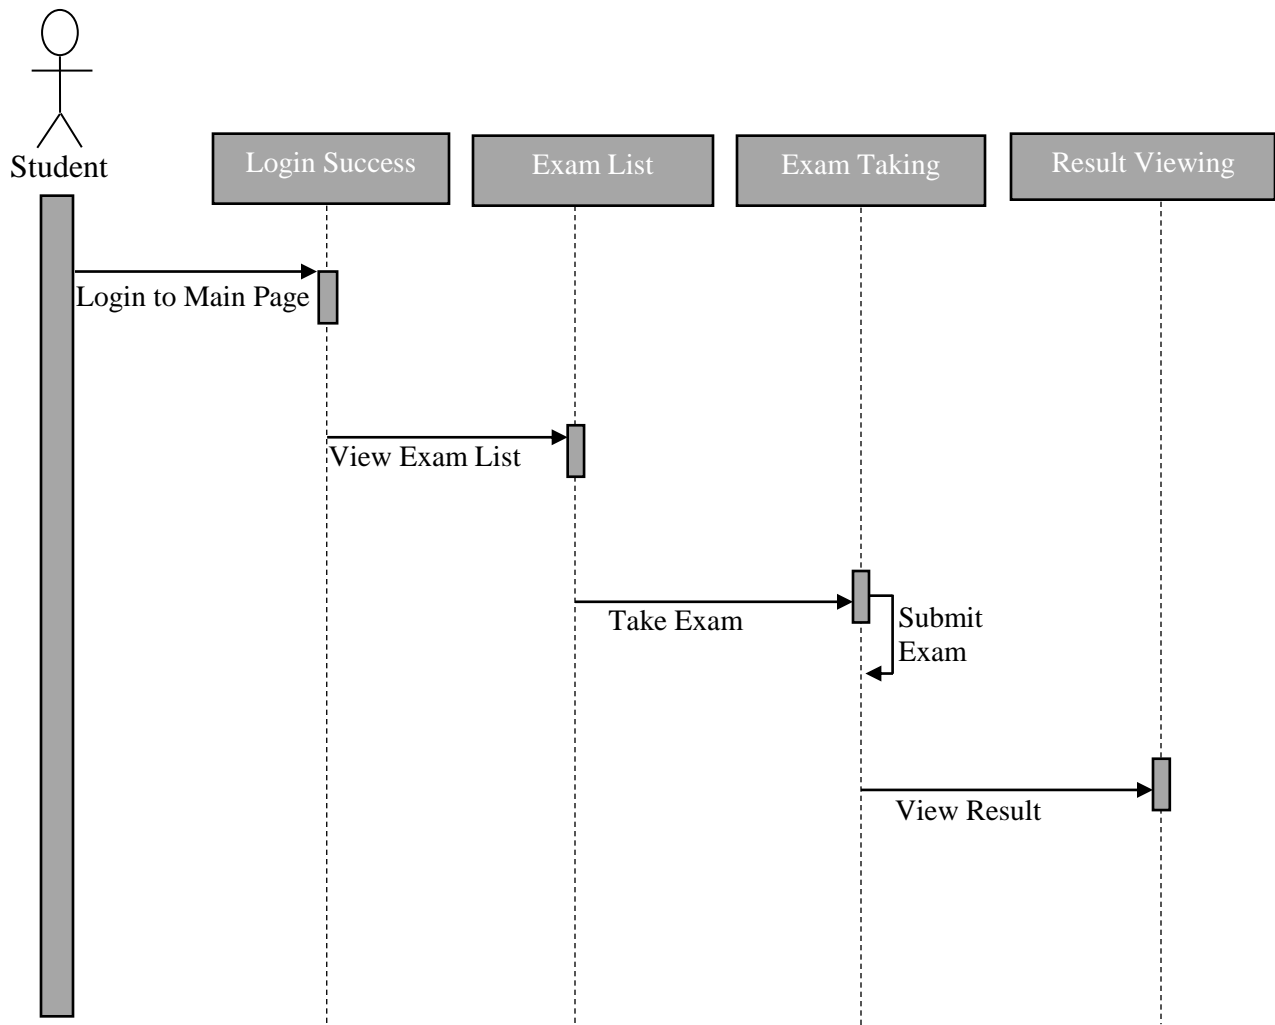 Student
Login Success
Exam List
Exam Taking
Result Viewing
Login to Main Page
View Exam List
Take Exam
Submit
Exam
View Result